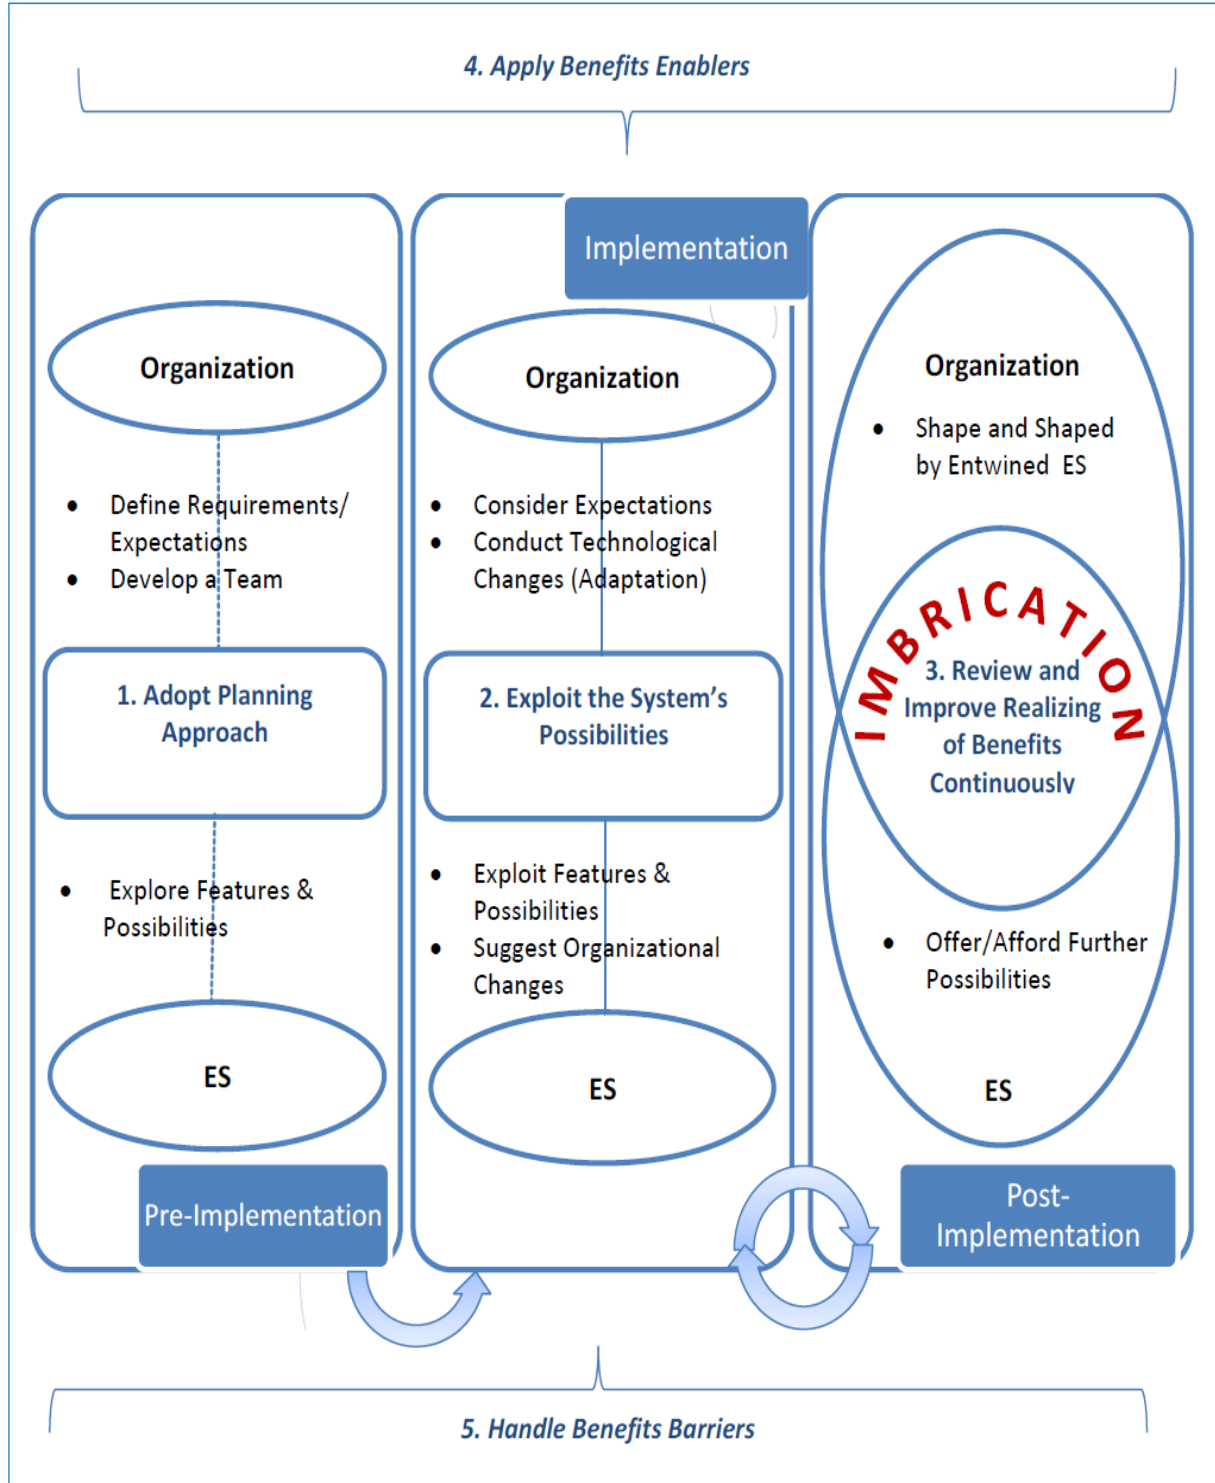 4. Apply Benefits Enablers
Organization
• Define Requirements/
Expectations
• Develop a Team
1. Adopt Planning
Approach
• Explore Features &
Possibilities
ES
Pre-Implementation
Implementation
Organization
• Consider Expectations
• Conduct Technological
Changes (Adaptation)
2. Exploit the System's
Possibilities
• Exploit Features &
Possibilities
• Suggest Organizational
Changes
ES
Organization
• Shape and Shaped
by Entwined ES
IMBRICATION
3. Review and
Improve Realizing
of Benefits
Continuously
• Offer/Afford Further
Possibilities
ES
Post-
Implementation
5. Handle Benefits Barriers